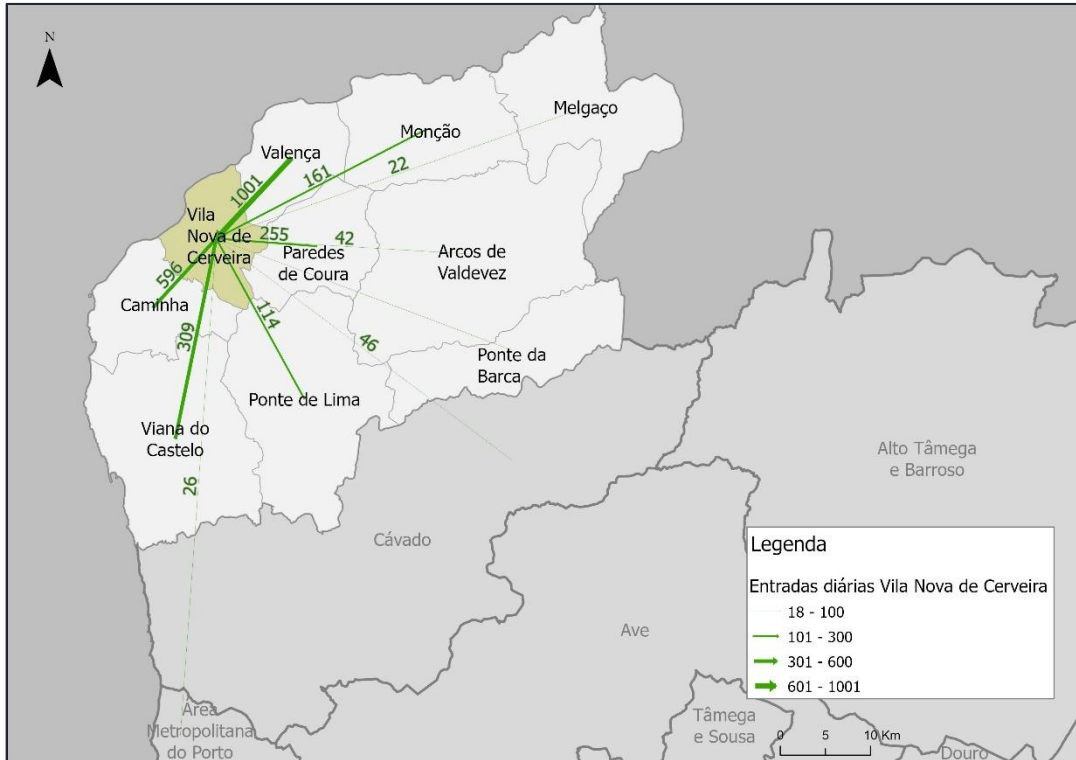 N
Melgaço
Monção
Valença
22
161
1001
Vila
Nova de
Cerveira
255
42
Paredes
de Coura
Arcos de
Valdevez
596
Caminha
114
309
46
Ponte da
Barca
Ponte de Lima
Viana do
Castelo
26
Alto Tâmega
e Barroso
Cávado
Ave
Área
Metropolitana
do Porto
Tâmega
e Sousa
Douro
Legenda
Entradas diárias Vila Nova de Cerveira
18 - 100
101 - 300
301 - 600
601 - 1001
0 5 10 Km